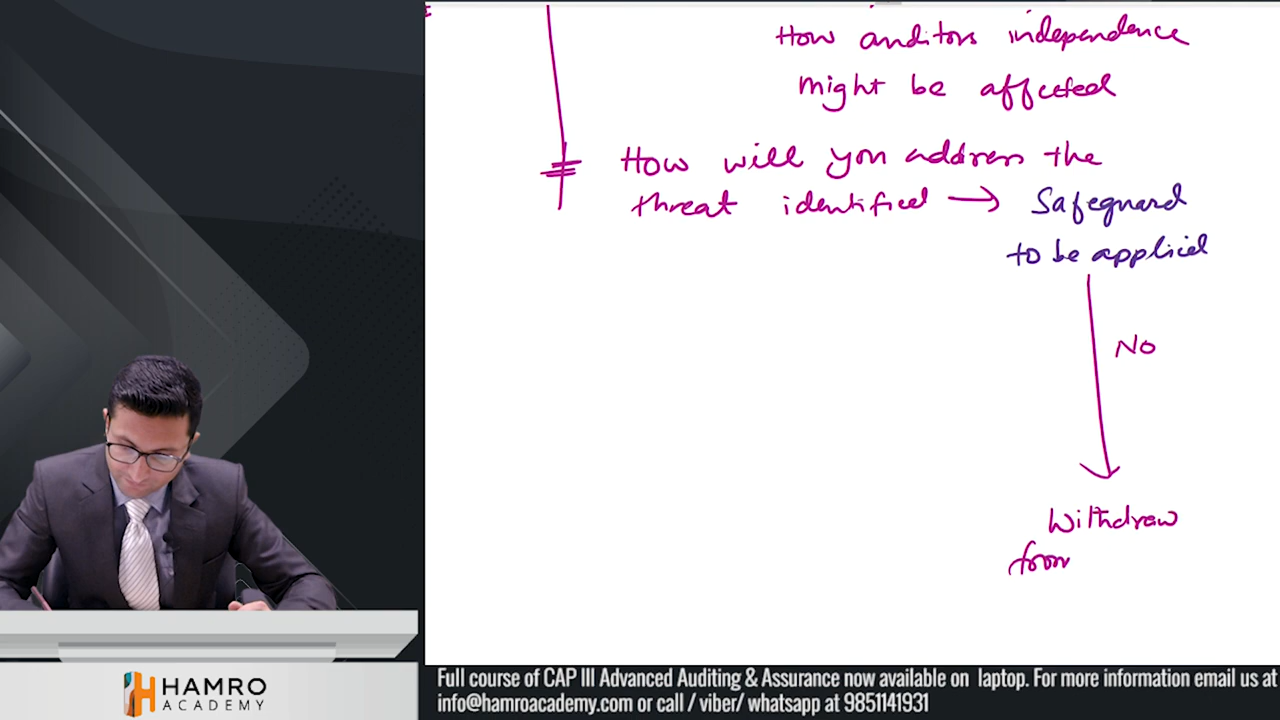 How auditors independence
might be affected
How will you address the
threat identified → Safeguard
to be applied
No
Withdraw
from
HAMRO
ACADEMY
Full course of CAP III Advanced Auditing & Assurance now available on laptop. For more information email us at
info@hamroacademy.com or call / viber/ whatsapp at 9851141931